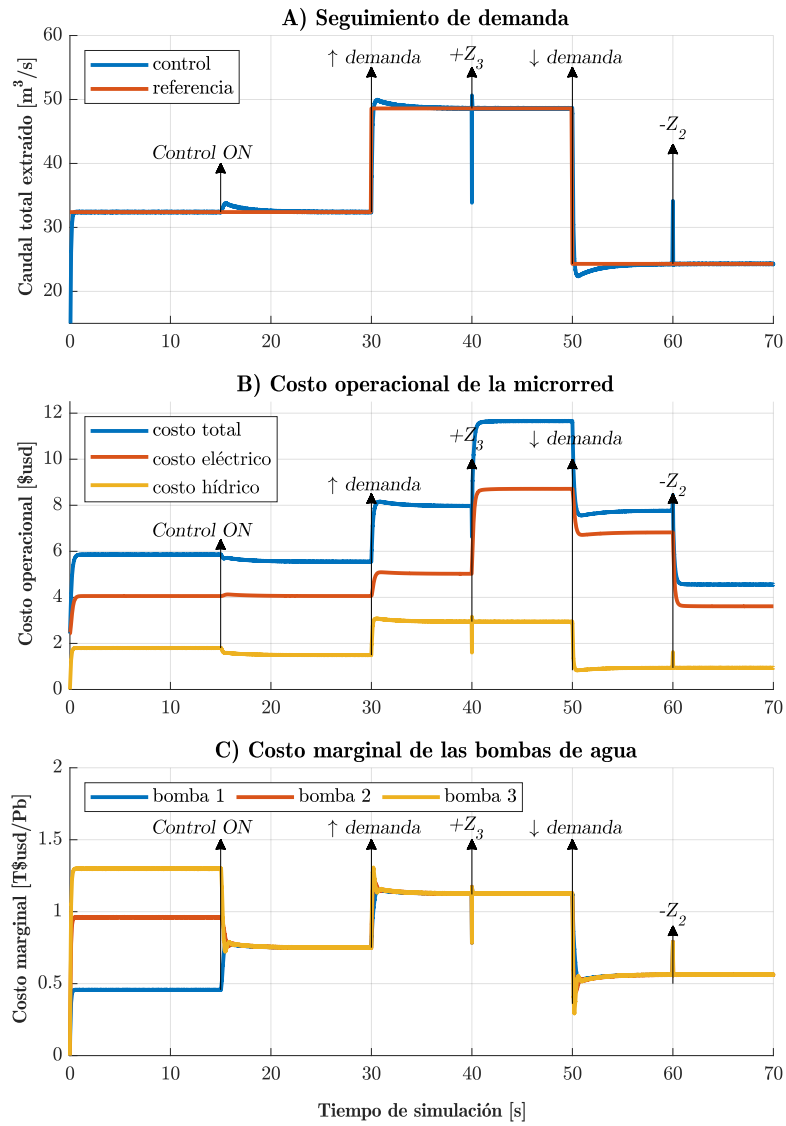 A) Seguimiento de demanda
Caudal total extraído [m³/s]
60
50
40
30
20
control
referencia
Control ON
↑ demanda
+Z₃
↓ demanda
-Z₂
0 10 20 30 40 50 60 70
B) Costo operacional de la microrred
Costo operacional [$usd]
12
10
8
6
4
2
0
costo total
costo eléctrico
costo hídrico
Control ON
↑ demanda
+Z₃
↓ demanda
-Z₂
0 10 20 30 40 50 60 70
C) Costo marginal de las bombas de agua
Costo marginal [T$usd/Pb]
2
1.5
1
0.5
0
bomba 1 bomba 2 bomba 3
Control ON
↑ demanda
+Z₃
↓ demanda
-Z₂
0 10 20 30 40 50 60 70
Tiempo de simulación [s]